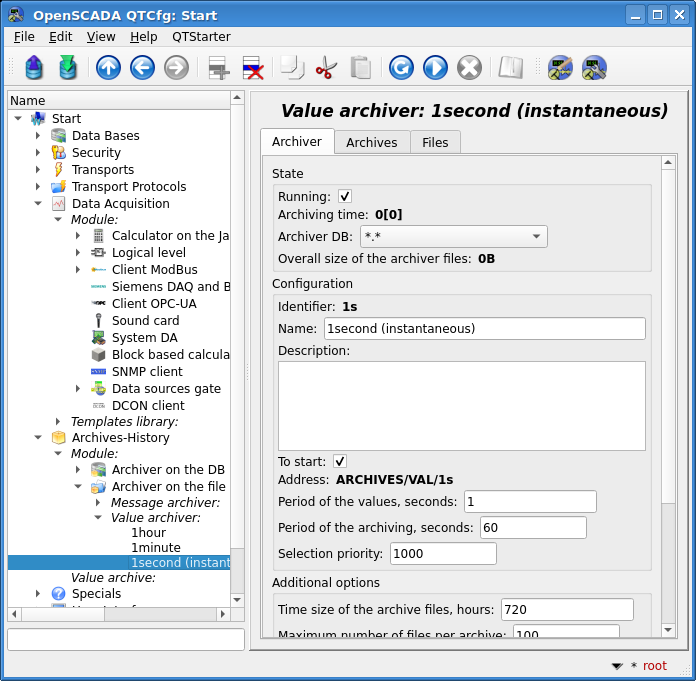 OpenSCADA QTCfg: Start
File Edit View Help QTStarter
Name
Start
Data Bases
Security
Transports
Transport Protocols
Data Acquisition
Module:
Calculator on the Ja
Logical level
Client ModBus
Siemens DAQ and B
Client OPC-UA
Sound card
System DA
Block based calcula
SNMP client
Data sources gate
DCON client
Templates library:
Archives-History
Module:
Archiver on the DB
Archiver on the file
Message archiver:
Value archiver:
1hour
1minute
1second (instant
Value archive:
Specials
Value archiver: 1second (instantaneous)
Archiver Archives Files
State
Running:
Archiving time: 0[0]
Archiver DB: *.*
Overall size of the archiver files: 0B
Configuration
Identifier: 1s
Name: 1second (instantaneous)
Description:
To start:
Address: ARCHIVES/VAL/1s
Period of the values, seconds: 1
Period of the archiving, seconds: 60
Selection priority: 1000
Additional options
Time size of the archive files, hours: 720
Maximum number of files per archive: 100
* root